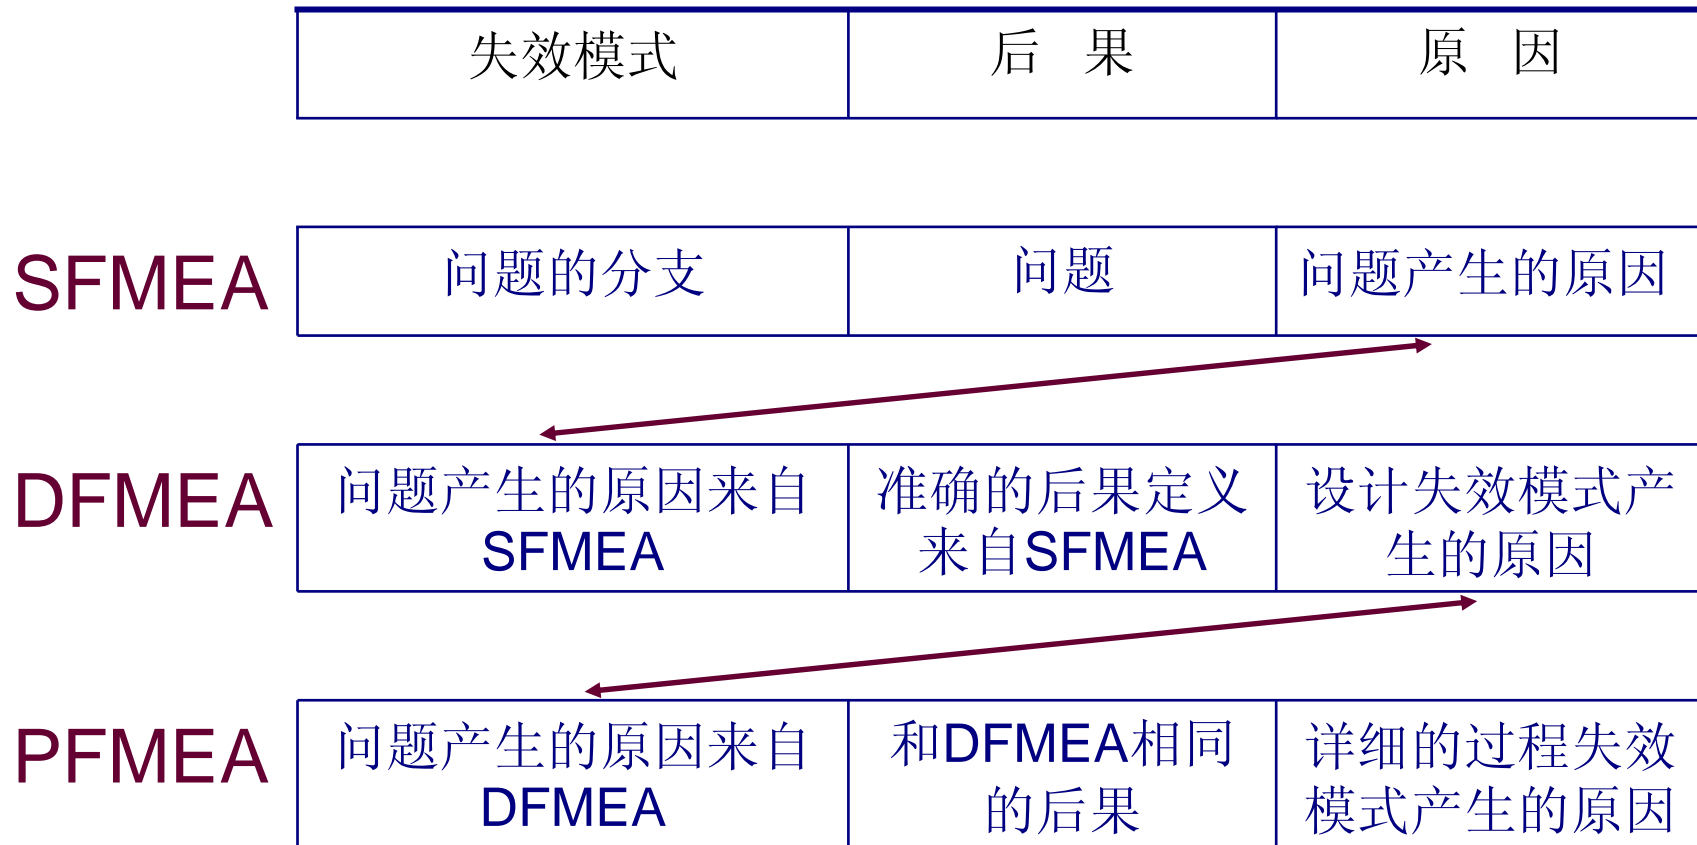 失效模式 后 果 原 因
SFMEA 问题的分支 问题 问题产生的原因
DFMEA
问题产生的原因来自
SFMEA
准确的后果定义
来自SFMEA
设计失效模式产
生的原因
PFMEA
问题产生的原因来自
DFMEA
和DFMEA相同
的后果
详细的过程失效
模式产生的原因